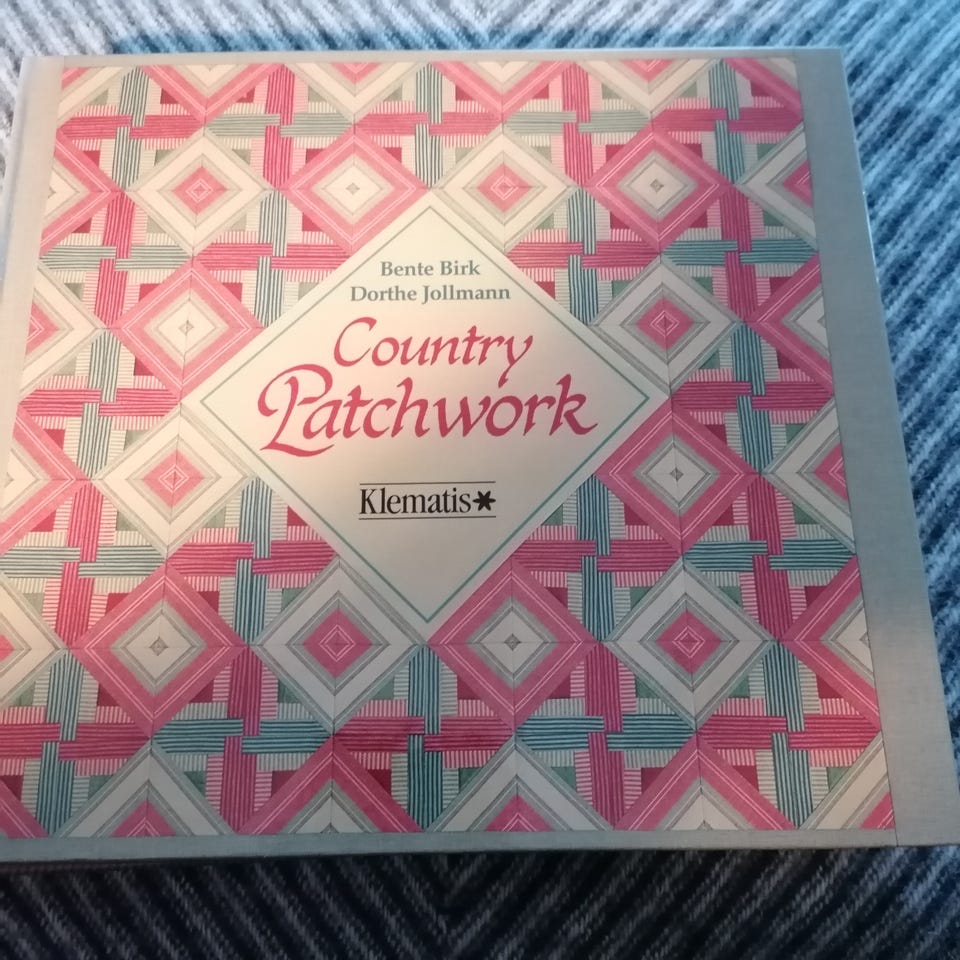 Bente Birk
Dorthe Jollmann
Country
Patchwork
Klematis